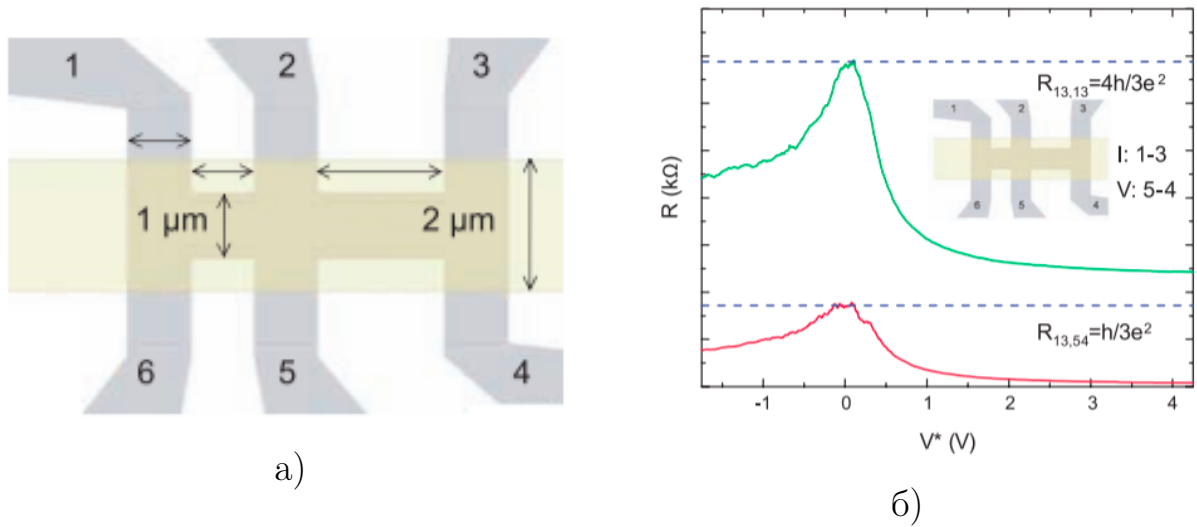 1 2 3
1 μm 2 μm
6 5 4
а)
R (kΩ)
R₁₃,₁₃=4h/3e²
1 2 3
I: 1-3
V: 5-4
6 5 4
R₁₃,₅₄=h/3e²
-1 0 1 2 3 4
V* (V)
б)